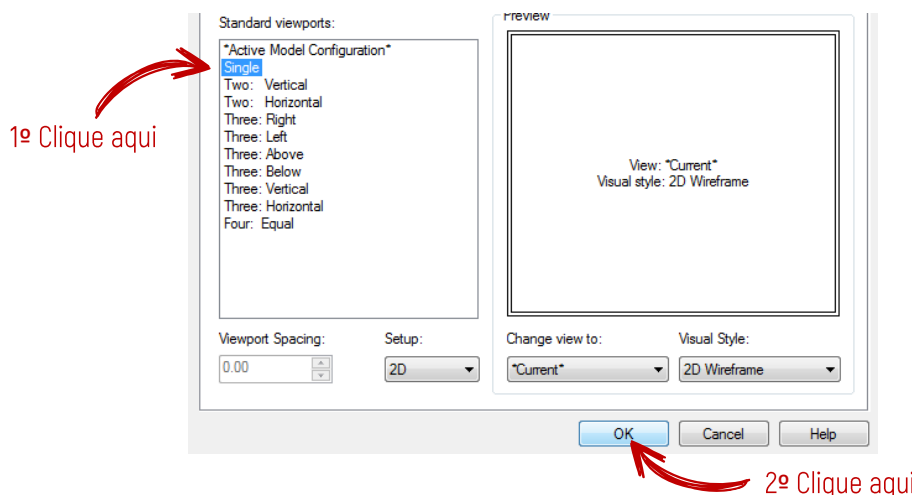 Standard viewports:
Preview
*Active Model Configuration*
Single
Two: Vertical
Two: Horizontal
Three: Right
Three: Left
Three: Above
Three: Below
Three: Vertical
Three: Horizontal
Four: Equal
1º Clique aqui
View: *Current*
Visual style: 2D Wireframe
Viewport Spacing:
Setup:
Change view to:
Visual Style:
0.00
2D
*Current*
2D Wireframe
OK
Cancel
Help
2º Clique aqui